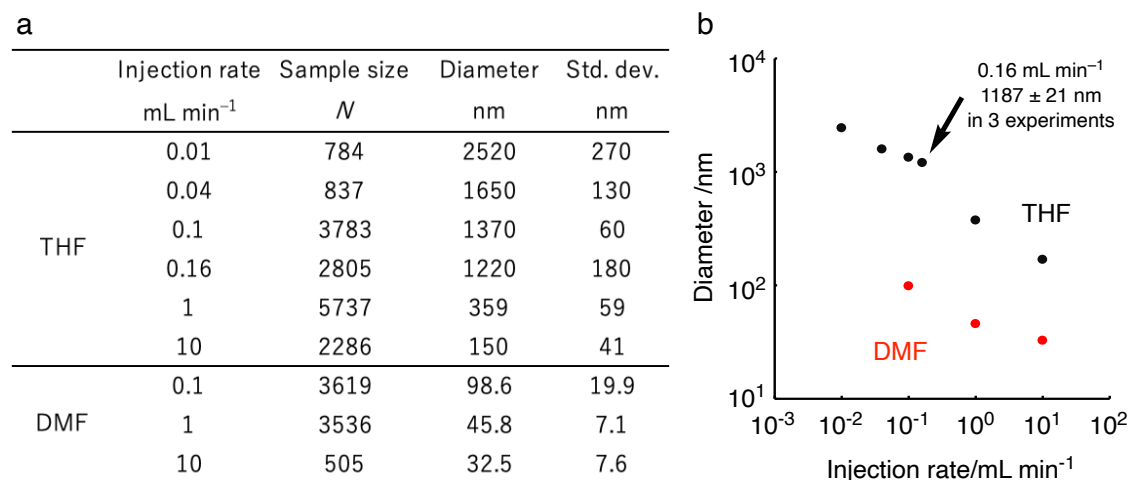 a
Injection rate Sample size Diameter Std. dev.
mL min⁻¹ N nm nm
THF
0.01 784 2520 270
0.04 837 1650 130
0.1 3783 1370 60
0.16 2805 1220 180
1 5737 359 59
10 2286 150 41
DMF
0.1 3619 98.6 19.9
1 3536 45.8 7.1
10 505 32.5 7.6
b
Diameter /nm
10⁴
10³
10²
10¹
0.16 mL min⁻¹
1187 ± 21 nm
in 3 experiments
THF
DMF
10⁻³ 10⁻² 10⁻¹ 10⁰ 10¹ 10²
Injection rate/mL min⁻¹